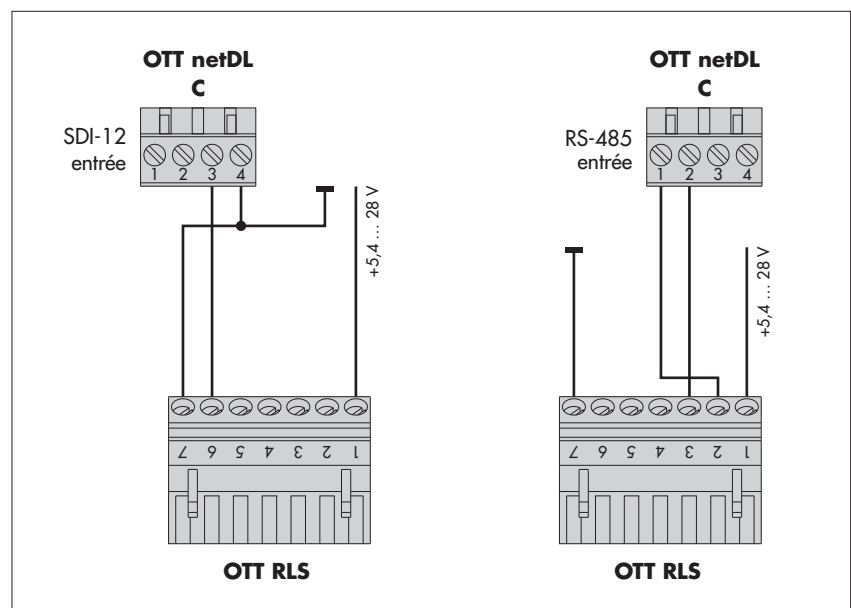 OTT netDL
C
SDI-12
entrée
1 2 3 4
+5,4 ... 28 V
7 6 5 4 3 2 1
OTT RLS
OTT netDL
C
RS-485
entrée
1 2 3 4
+5,4 ... 28 V
7 6 5 4 3 2 1
OTT RLS